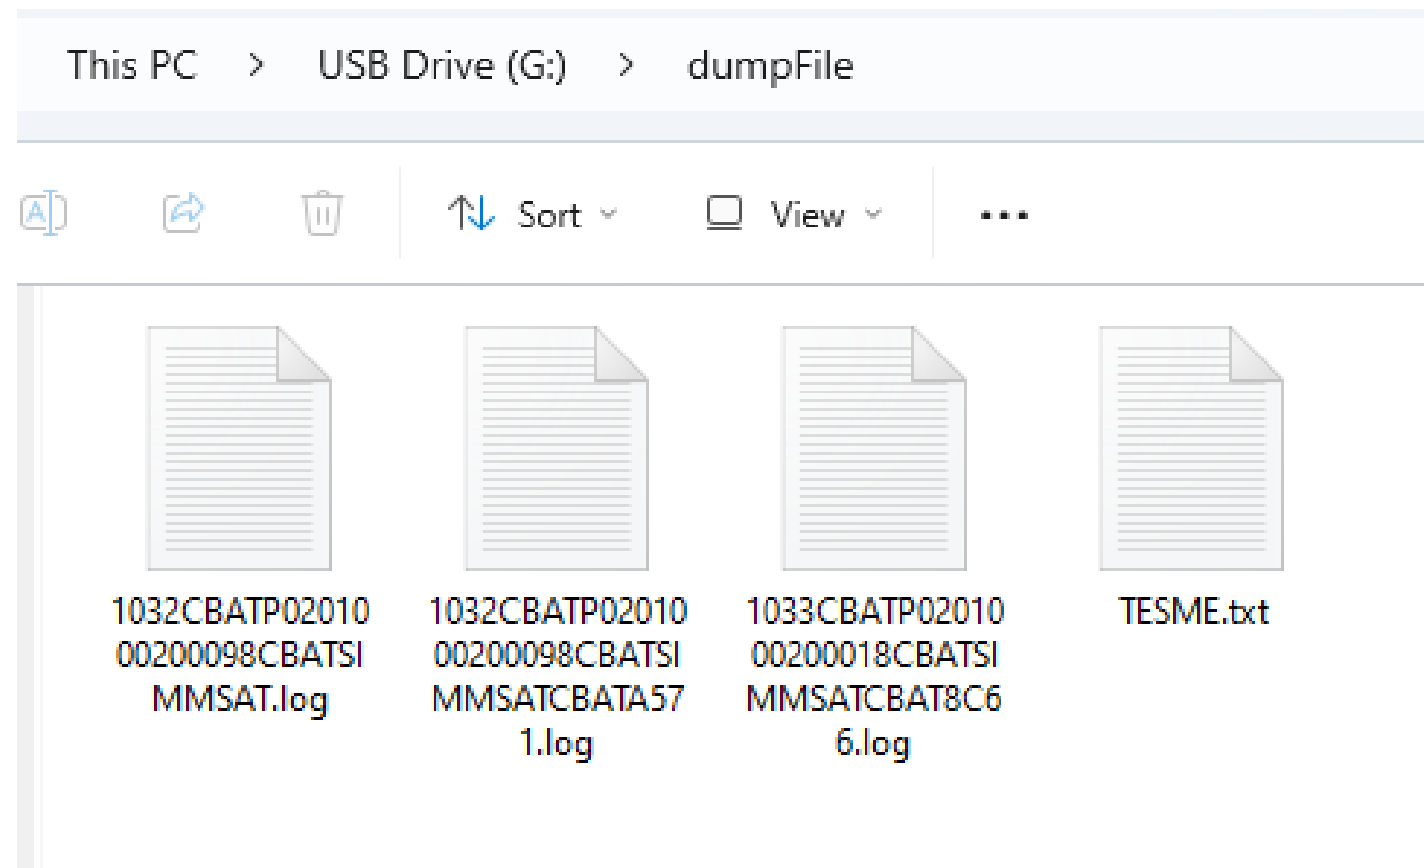 This PC > USB Drive (G:) > dumpFile
A Sort View ...
1032CBATP02010
00200098CBATSI
MMSAT.log
1032CBATP02010
00200098CBATSI
MMSATCBATA57
1.log
1033CBATP02010
00200018CBATSI
MMSATCBAT8C6
6.log
TESME.txt